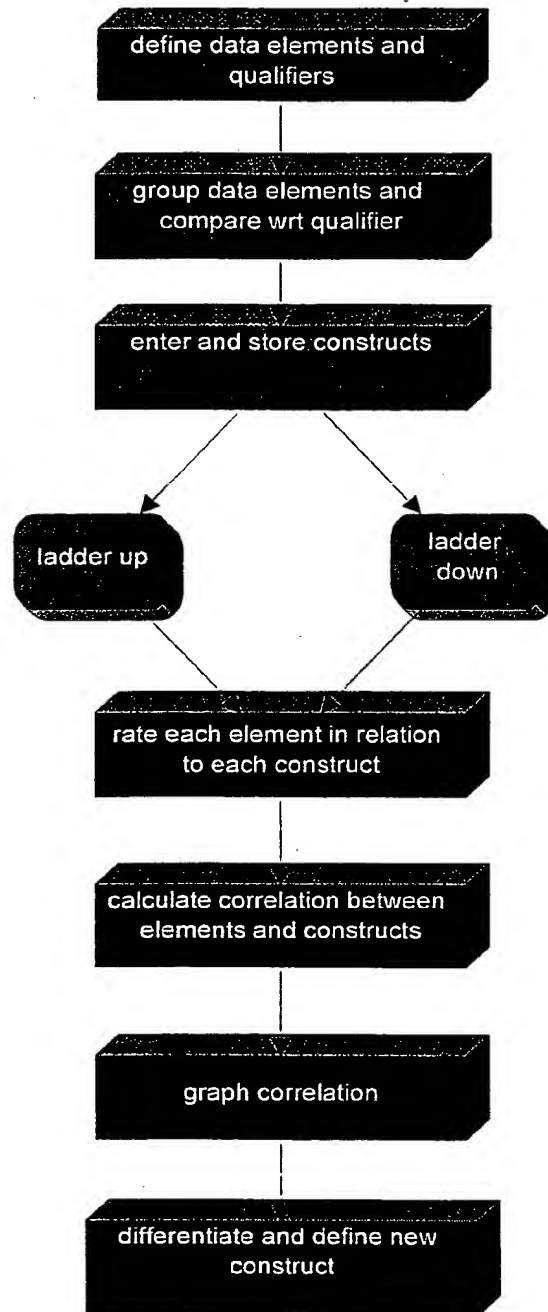 define data elements and
qualifiers
group data elements and
compare wrt qualifier
enter and store constructs
ladder up
ladder
down
rate each element in relation
to each construct
calculate correlation between
elements and constructs
graph correlation
differentiate and define new
construct